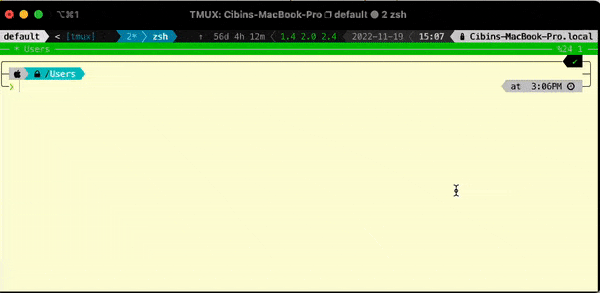 ⌥⌘1 TMUX: Cibins-MacBook-Pro ❐ default ● 2 zsh
default < [tmux] 2* zsh ↑ 56d 4h 12m 1.4 2.0 2.4 2022-11-19 15:07 Cibins-MacBook-Pro.local
* Users %24 1
✔
/Users
❯ at 3:06PM